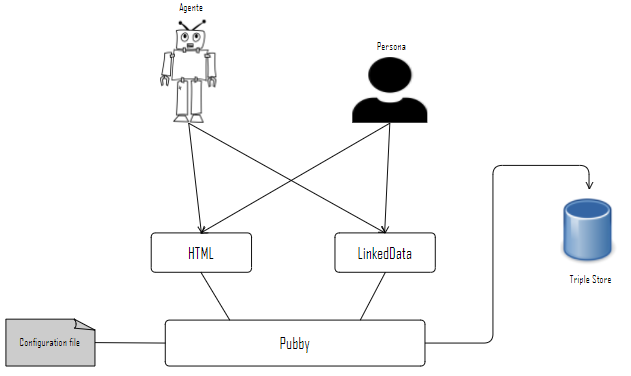 Agente
Persona
HTML
LinkedData
Triple Store
Configuration file
Pubby